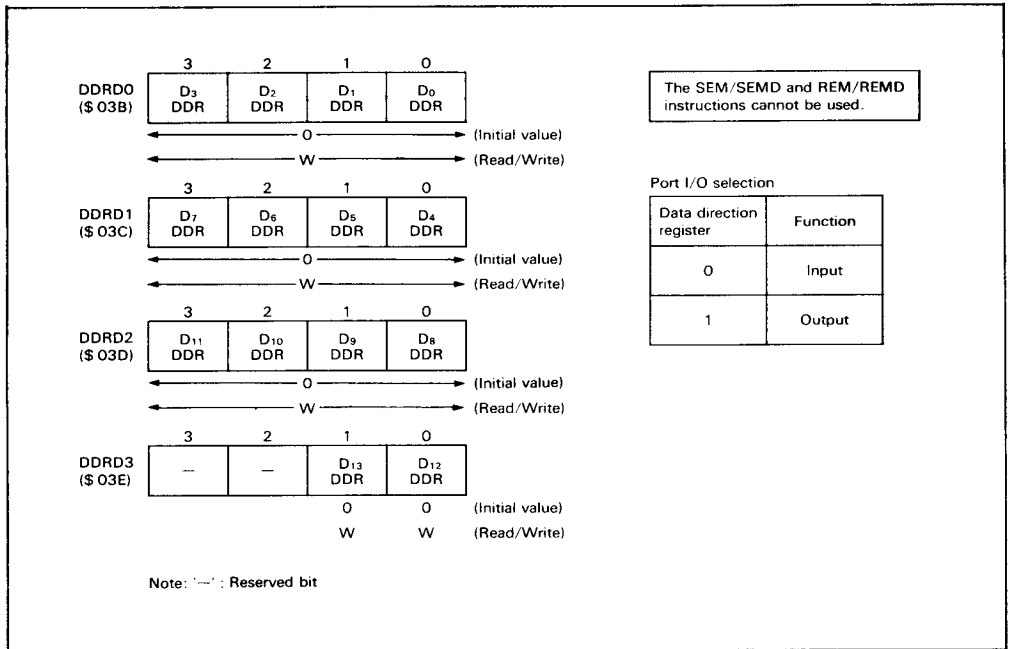 3 2 1 0
DDRD0 ($ 03B)
D₃ DDR D₂ DDR D₁ DDR D₀ DDR
0 (Initial value)
W (Read/Write)
3 2 1 0
DDRD1 ($ 03C)
D₇ DDR D₆ DDR D₅ DDR D₄ DDR
0 (Initial value)
W (Read/Write)
3 2 1 0
DDRD2 ($ 03D)
D₁₁ DDR D₁₀ DDR D₉ DDR D₈ DDR
0 (Initial value)
W (Read/Write)
3 2 1 0
DDRD3 ($ 03E)
— — D₁₃ DDR D₁₂ DDR
0 0 (Initial value)
W W (Read/Write)
Note: '—' : Reserved bit
The SEM/SEMD and REM/REMD
instructions cannot be used.
Port I/O selection
Data direction register Function
0 Input
1 Output